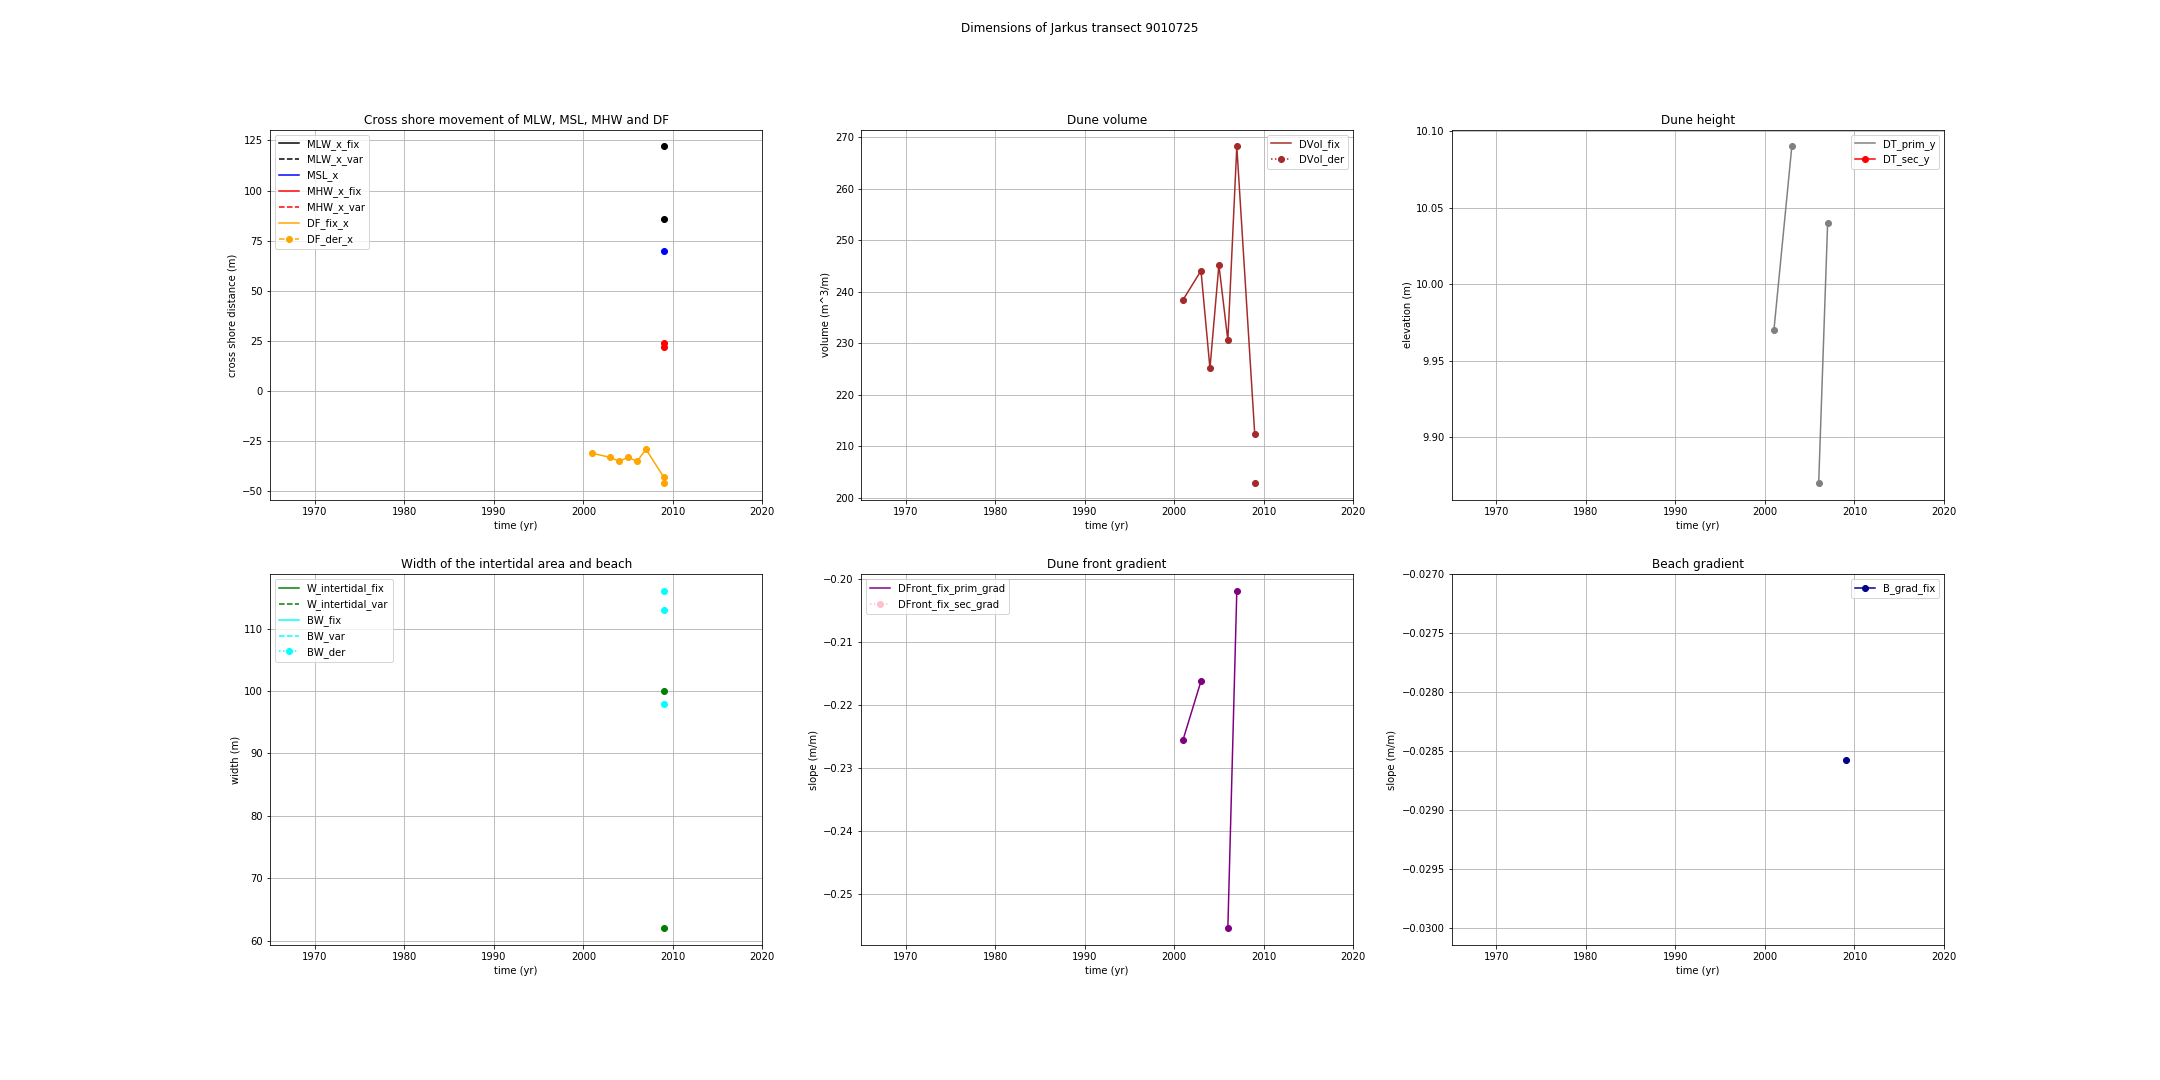 Dimensions of Jarkus transect 9010725
Cross shore movement of MLW, MSL, MHW and DF
125
100
75
50
25
0
−25
−50
cross shore distance (m)
MLW_x_fix
MLW_x_var
MSL_x
MHW_x_fix
MHW_x_var
DF_fix_x
DF_der_x
1970 1980 1990 2000 2010 2020
time (yr)
Dune volume
270
260
250
240
230
220
210
200
volume (m^3/m)
DVol_fix
DVol_der
1970 1980 1990 2000 2010 2020
time (yr)
Dune height
10.10
10.05
10.00
9.95
9.90
elevation (m)
DT_prim_y
DT_sec_y
1970 1980 1990 2000 2010 2020
time (yr)
Width of the intertidal area and beach
110
100
90
80
70
60
width (m)
W_intertidal_fix
W_intertidal_var
BW_fix
BW_var
BW_der
1970 1980 1990 2000 2010 2020
time (yr)
Dune front gradient
−0.20
−0.21
−0.22
−0.23
−0.24
−0.25
slope (m/m)
DFront_fix_prim_grad
DFront_fix_sec_grad
1970 1980 1990 2000 2010 2020
time (yr)
Beach gradient
−0.0270
−0.0275
−0.0280
−0.0285
−0.0290
−0.0295
−0.0300
slope (m/m)
B_grad_fix
1970 1980 1990 2000 2010 2020
time (yr)